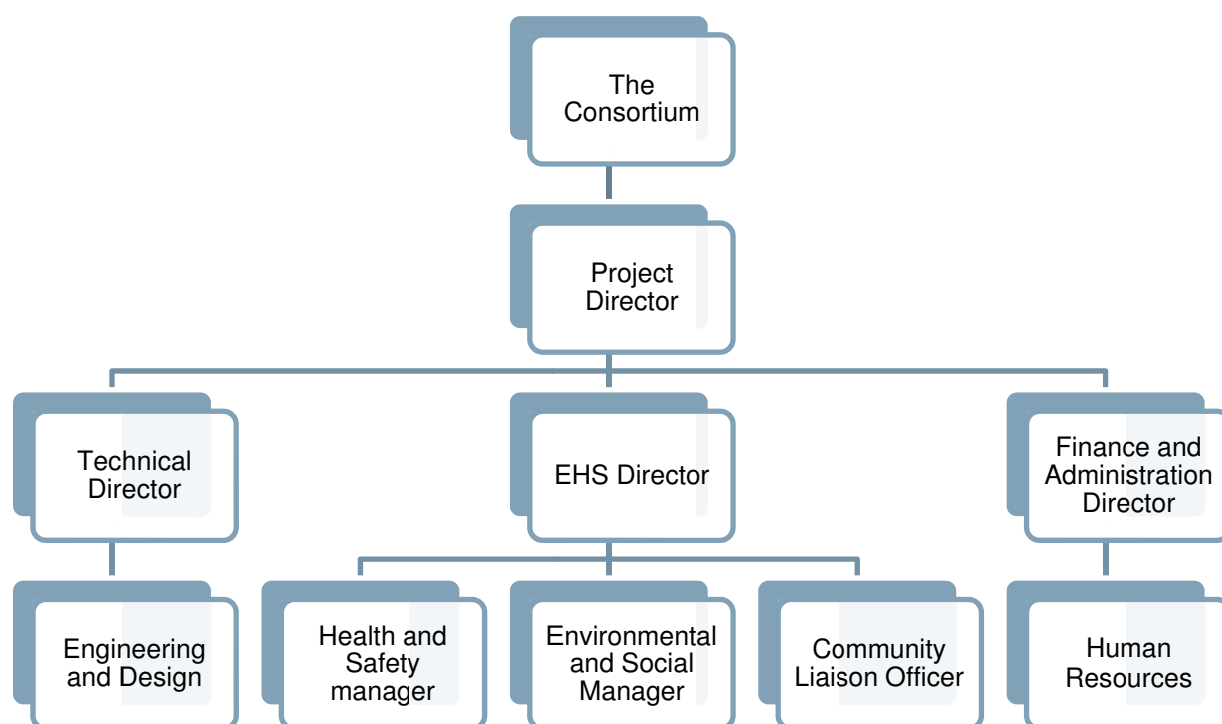 The
Consortium
Project
Director
Technical
Director
EHS Director
Finance and
Administration
Director
Engineering
and Design
Health and
Safety
manager
Environmental
and Social
Manager
Community
Liaison Officer
Human
Resources